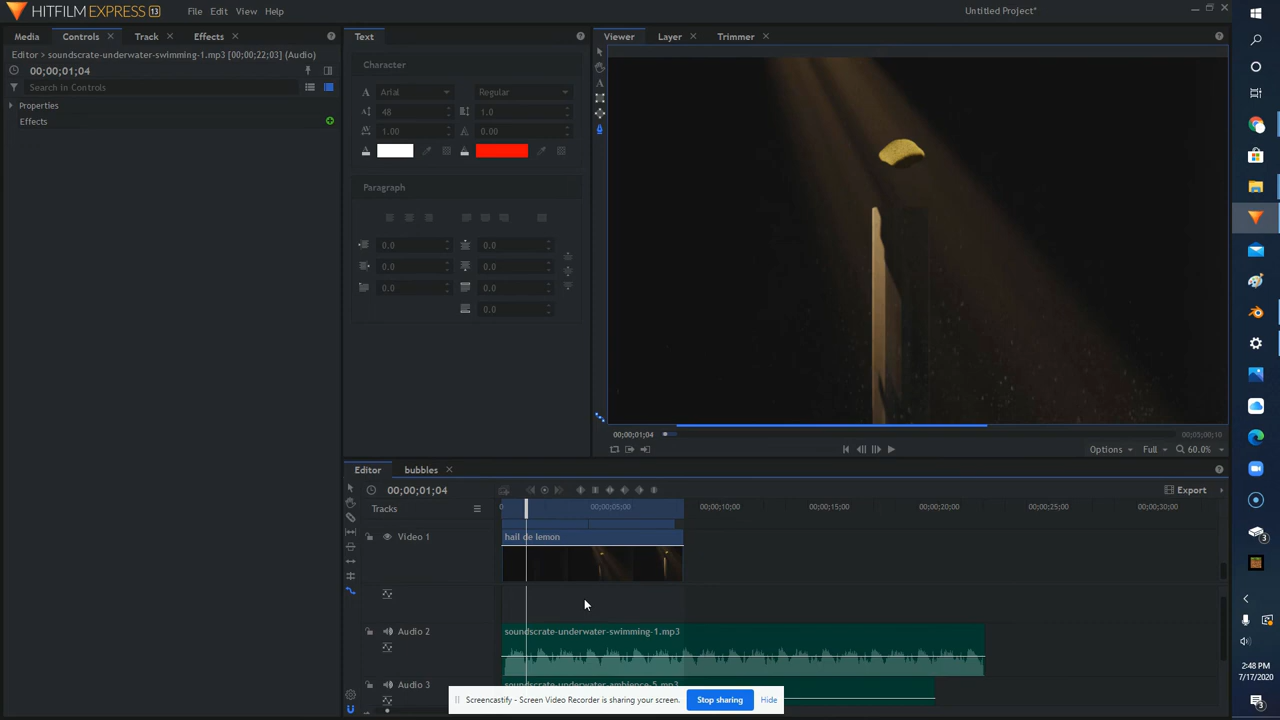 HITFILM EXPRESS 13
File Edit View Help
Untitled Project*
Media Controls Track Effects
Text
Viewer Layer Trimmer
Editor > soundscrate-underwater-swimming-1.mp3 [00;00;22;03] (Audio)
00;00;01;04
Search in Controls
Properties
Effects
Character
Arial Regular
48 1.0
1.00 0.00
Paragraph
0.0 0.0
0.0 0.0
0.0 0.0
0.0
00;00;01;04
00;05;00;10
Options Full 60.0%
Editor bubbles
00;00;01;04
Export
Tracks
0 00;00;05;00 00;00;10;00 00;00;15;00 00;00;20;00 00;00;25;00 00;00;30;00
Video 1
hail de lemon
Audio 2
soundscrate-underwater-swimming-1.mp3
Audio 3
soundscrate-underwater-ambience-5.mp3
Screencastify - Screen Video Recorder is sharing your screen.
Stop sharing
Hide
3
2:48 PM
7/17/2020
3